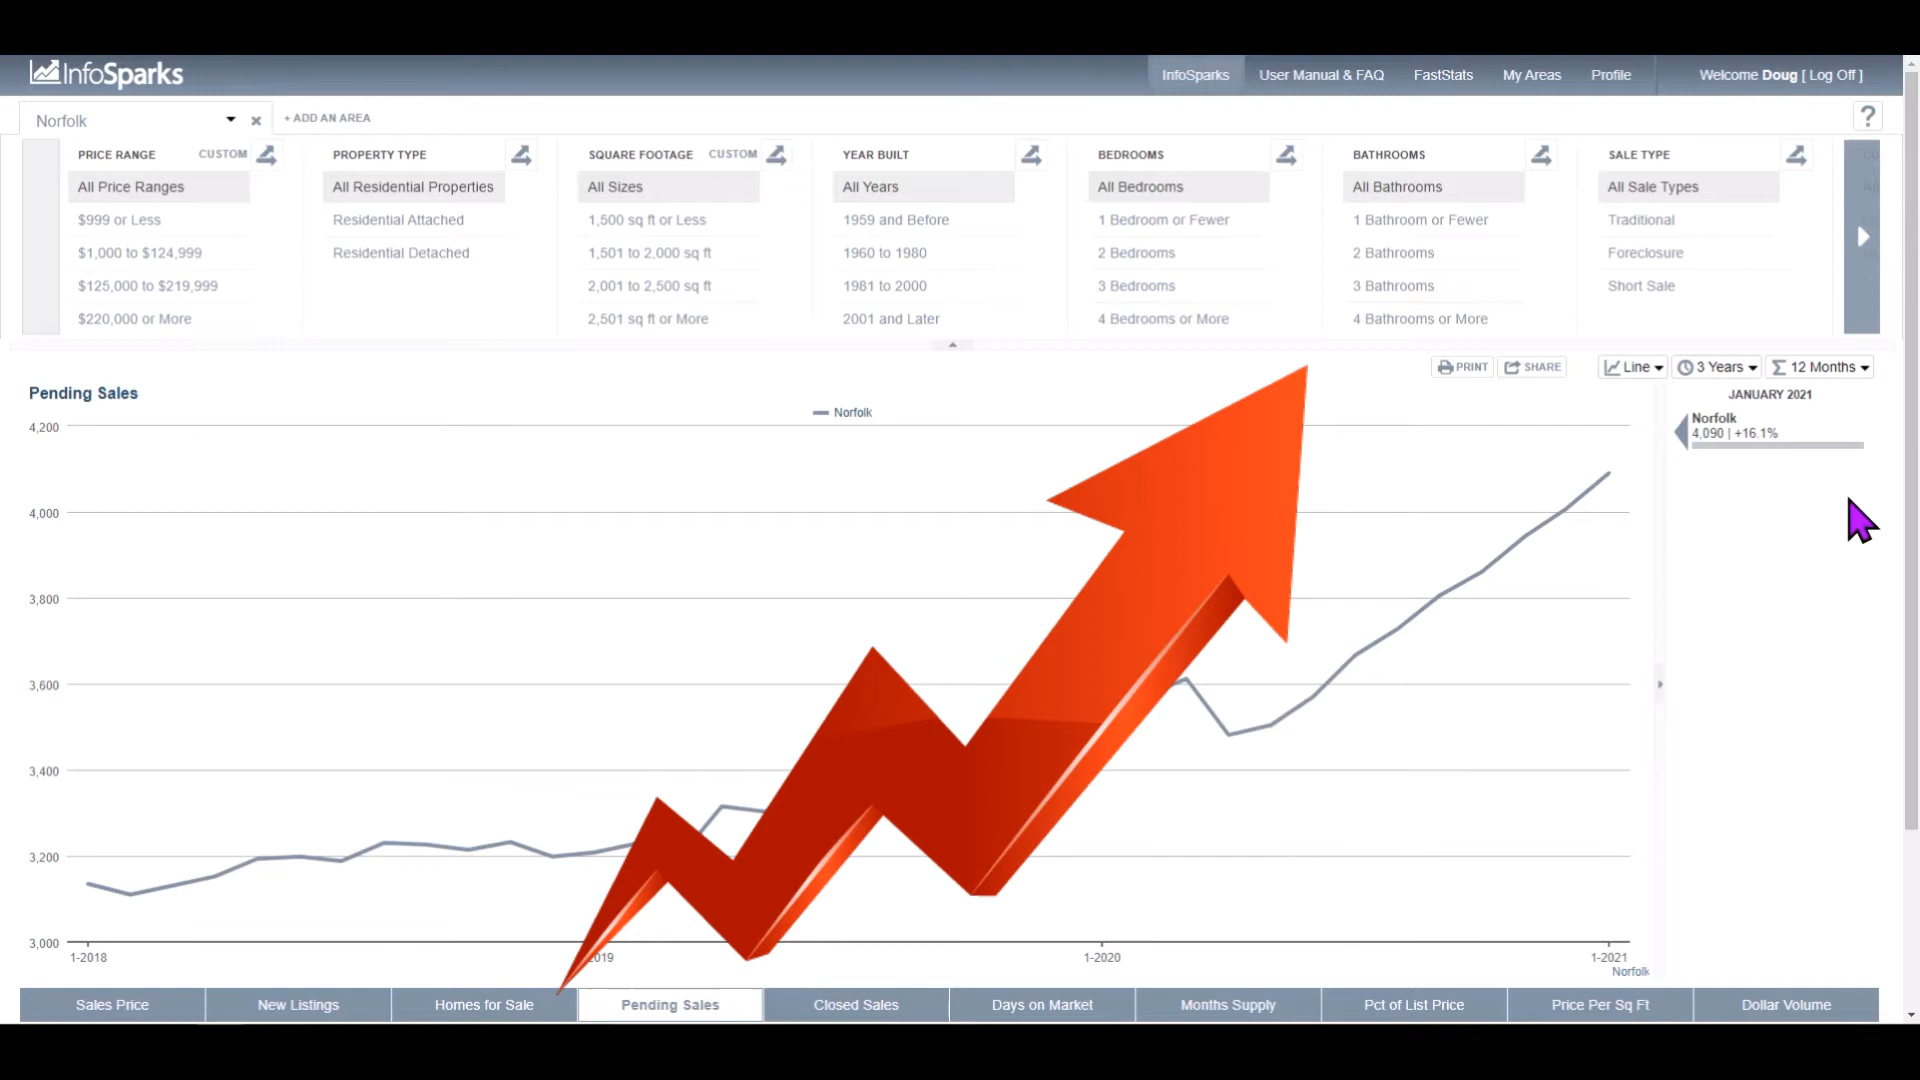 InfoSparks
InfoSparks User Manual & FAQ FastStats My Areas Profile Welcome Doug [ Log Off ]
Norfolk + ADD AN AREA ?
PRICE RANGE CUSTOM
All Price Ranges
$999 or Less
$1,000 to $124,999
$125,000 to $219,999
$220,000 or More
PROPERTY TYPE
All Residential Properties
Residential Attached
Residential Detached
SQUARE FOOTAGE CUSTOM
All Sizes
1,500 sq ft or Less
1,501 to 2,000 sq ft
2,001 to 2,500 sq ft
2,501 sq ft or More
YEAR BUILT
All Years
1959 and Before
1960 to 1980
1981 to 2000
2001 and Later
BEDROOMS
All Bedrooms
1 Bedroom or Fewer
2 Bedrooms
3 Bedrooms
4 Bedrooms or More
BATHROOMS
All Bathrooms
1 Bathroom or Fewer
2 Bathrooms
3 Bathrooms
4 Bathrooms or More
SALE TYPE
All Sale Types
Traditional
Foreclosure
Short Sale
PRINT SHARE Line 3 Years 12 Months
Pending Sales
JANUARY 2021
Norfolk
4,090 | +16.1%
Norfolk
4,200
4,000
3,800
3,600
3,400
3,200
3,000
1-2018 2019 1-2020 1-2021
Norfolk
Sales Price New Listings Homes for Sale Pending Sales Closed Sales Days on Market Months Supply Pct of List Price Price Per Sq Ft Dollar Volume